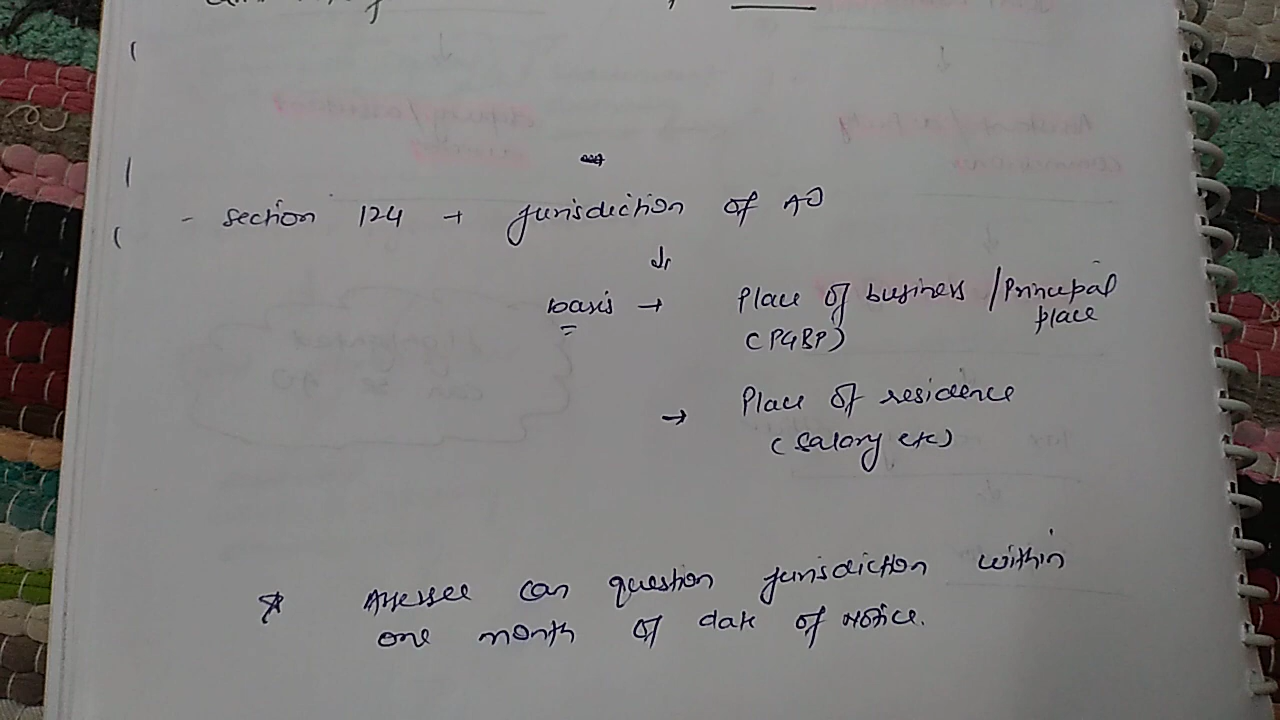 - section 124 → jurisdiction of AO
↓
basis → Place of business / Principal place
(PGBP)
→ Place of residence
(salary etc)
* Assessee can question jurisdiction within
one month of date of Notice.